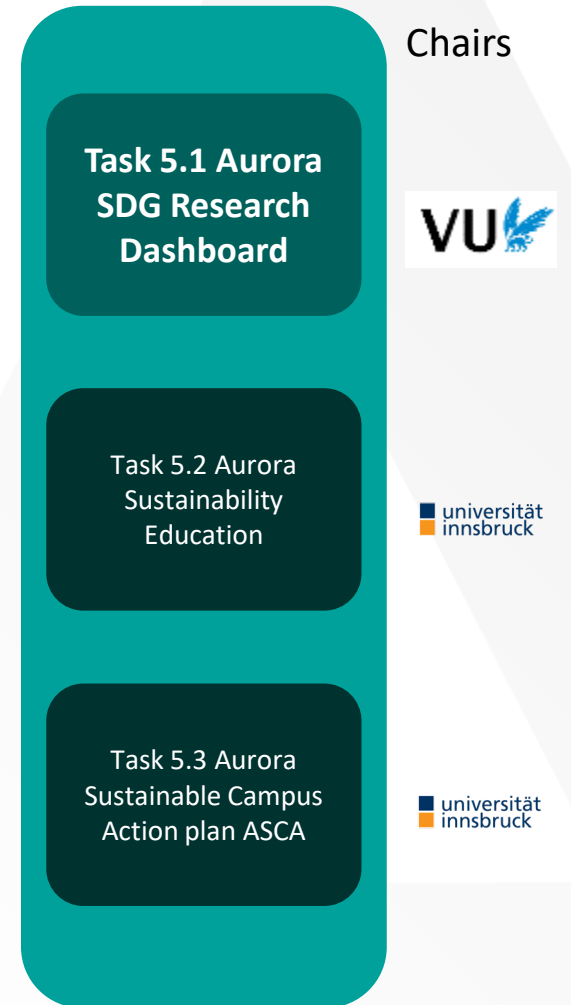 Chairs
Task 5.1 Aurora
SDG Research
Dashboard
VU
Task 5.2 Aurora
Sustainability
Education
universität
innsbruck
Task 5.3 Aurora
Sustainable Campus
Action plan ASCA
universität
innsbruck